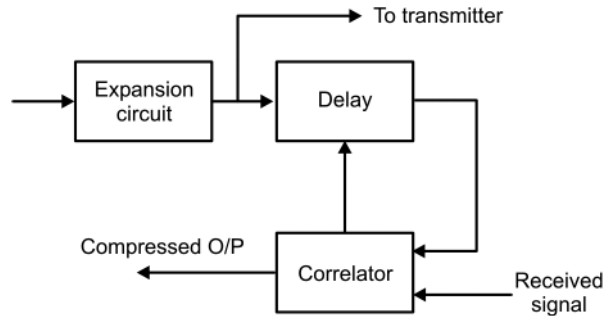 To transmitter
Expansion
circuit
Delay
Compressed O/P
Correlator
Received
signal